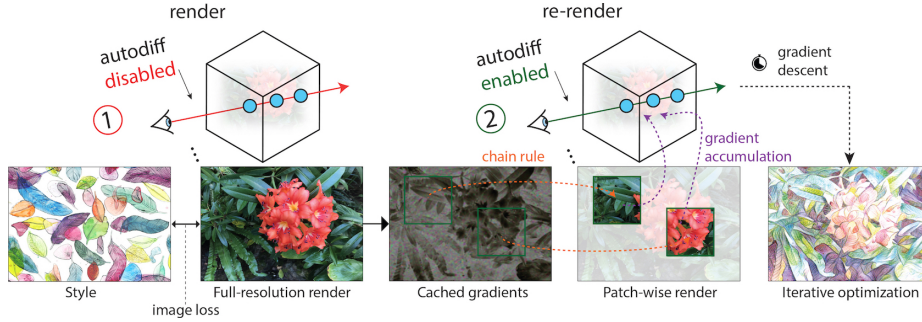 render
re-render
autodiff
disabled
autodiff
enabled
gradient
descent
1
2
chain rule
gradient
accumulation
Style
Full-resolution render
Cached gradients
Patch-wise render
Iterative optimization
image loss